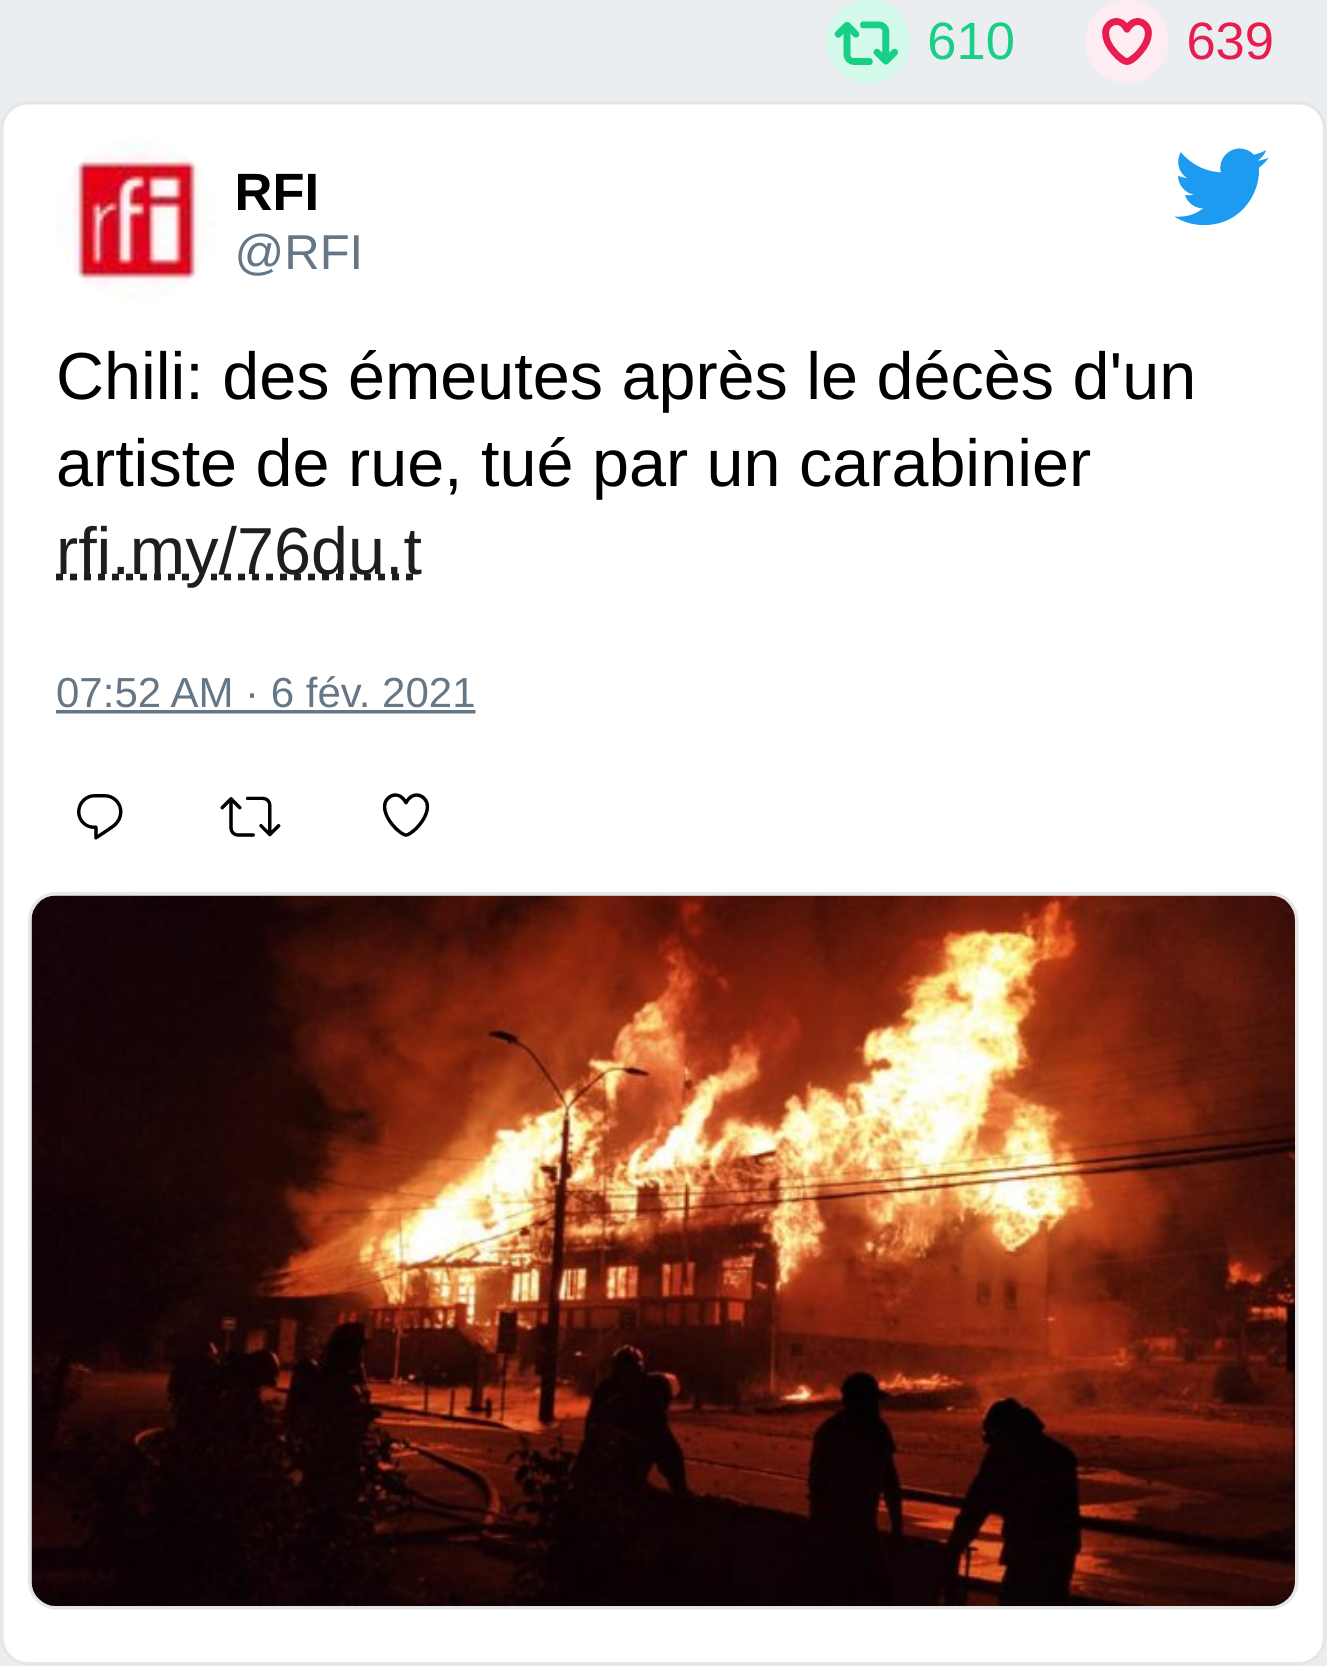 610 639
rfi
RFI
@RFI
Chili: des émeutes après le décès d'un
artiste de rue, tué par un carabinier
rfi.my/76du.t
07:52 AM · 6 fév. 2021